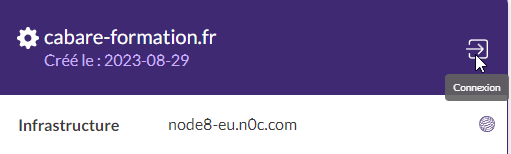 cabare-formation.fr
Créé le : 2023-08-29
Connexion
Infrastructure node8-eu.n0c.com